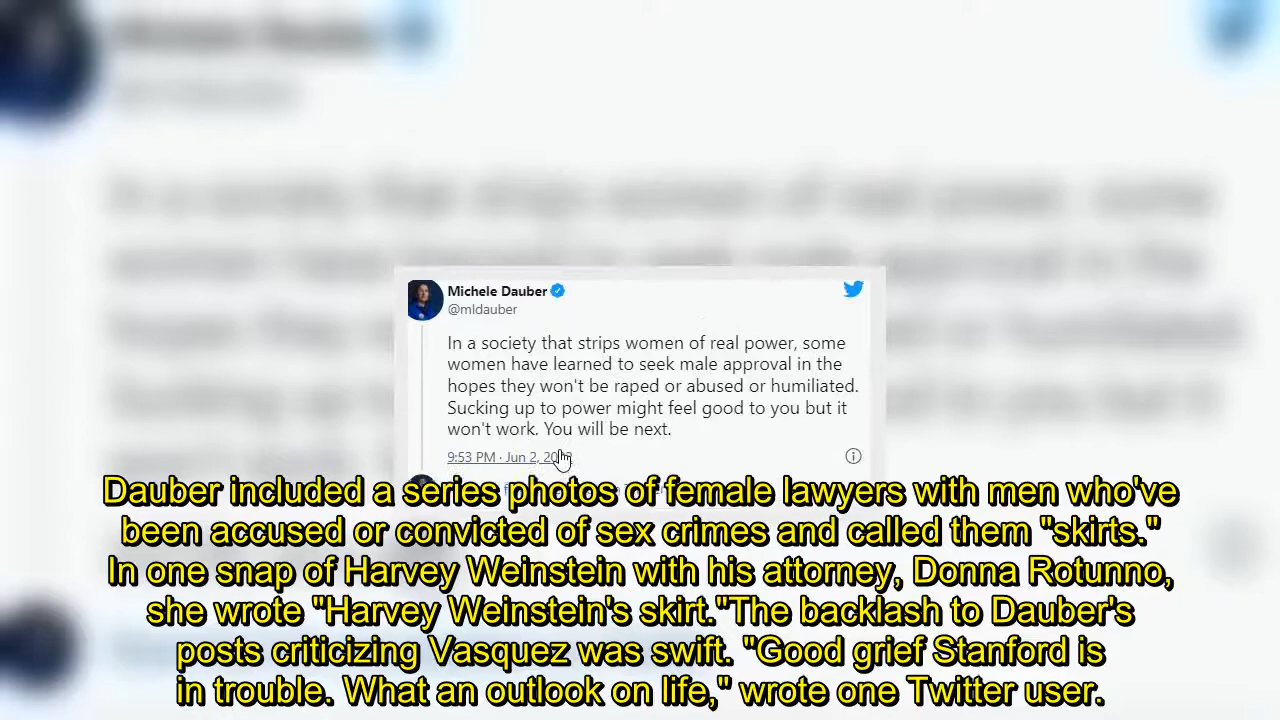 Michele Dauber
@mldauber
In a society that strips women of real power, some
women have learned to seek male approval in the
hopes they won't be raped or abused or humiliated.
Sucking up to power might feel good to you but it
won't work. You will be next.
9:53 PM · Jun 2,
Dauber included a series photos of female lawyers with men who've
been accused or convicted of sex crimes and called them "skirts."
In one snap of Harvey Weinstein with his attorney, Donna Rotunno,
she wrote "Harvey Weinstein's skirt."The backlash to Dauber's
posts criticizing Vasquez was swift. "Good grief Stanford is
in trouble. What an outlook on life," wrote one Twitter user.